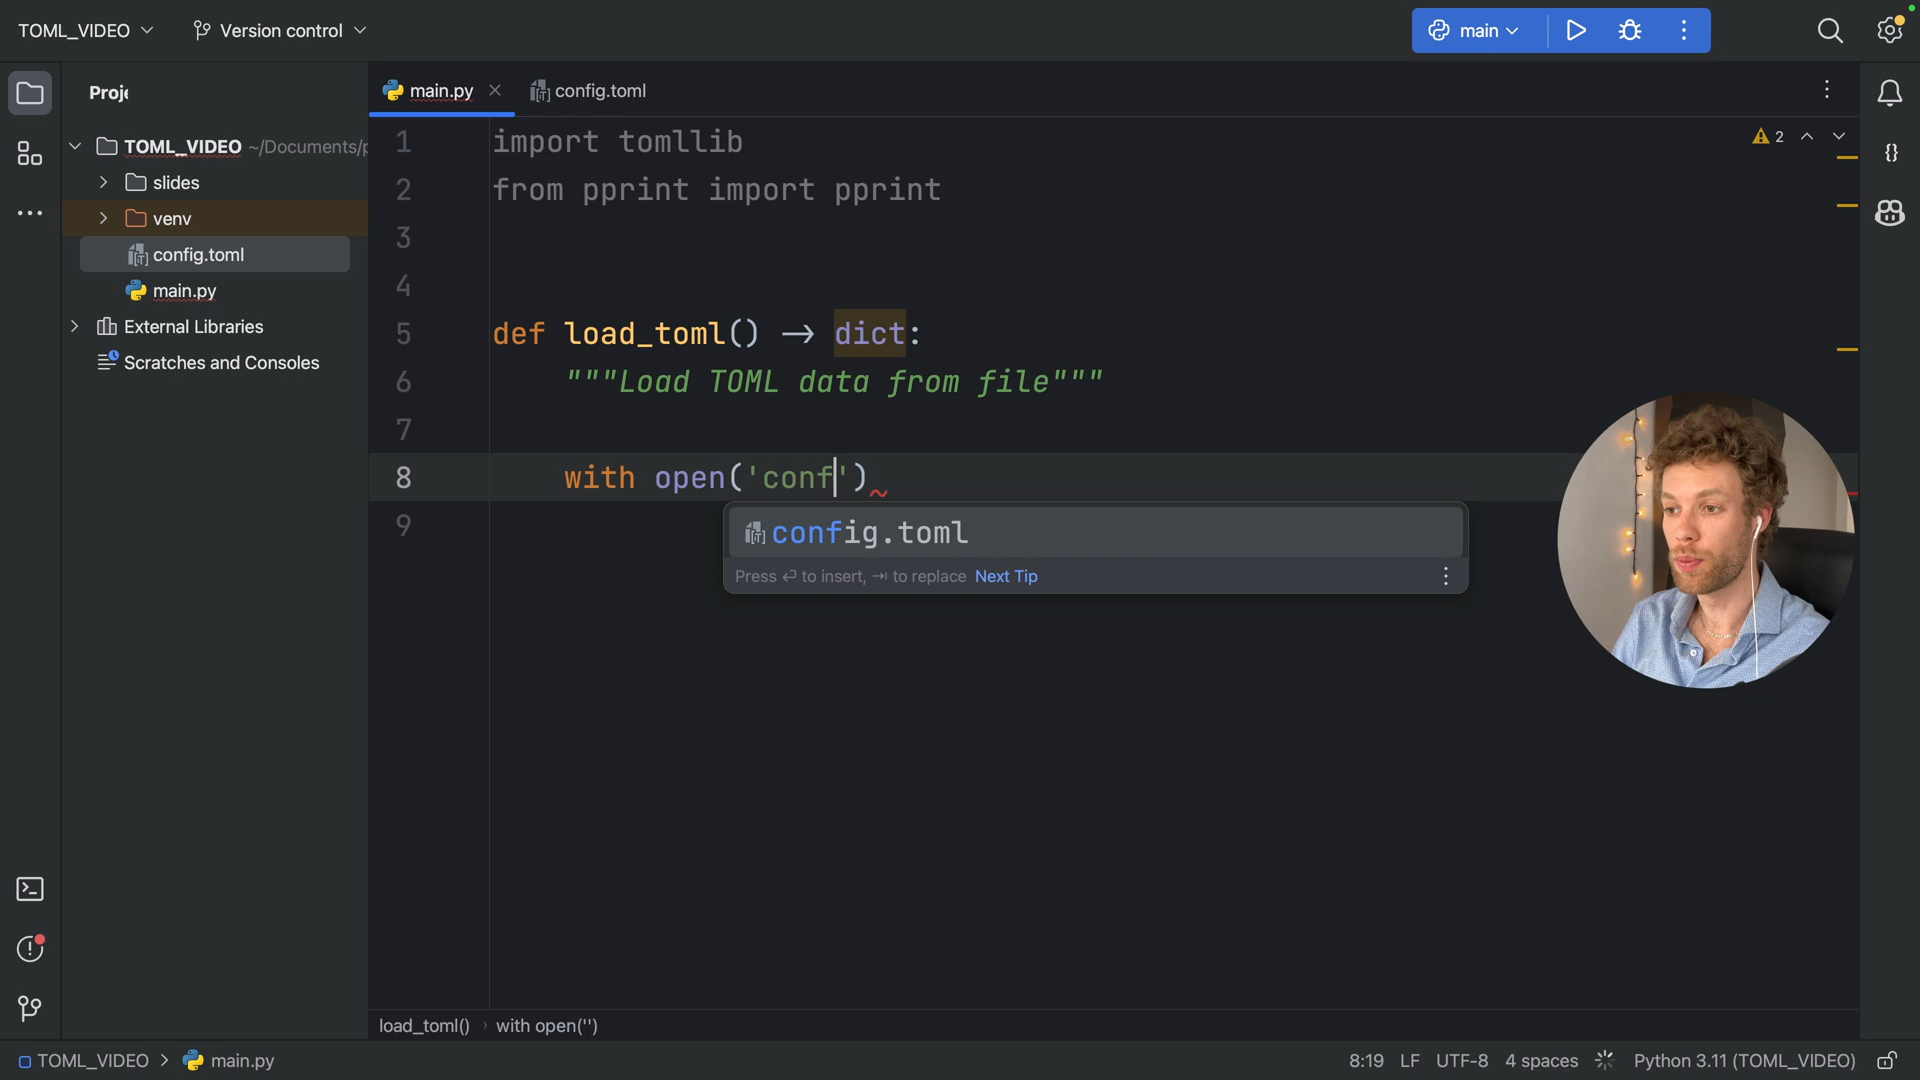 TOML_VIDEO
Version control
main
Proje
main.py
config.toml
TOML_VIDEO ~/Documents/p
slides
venv
config.toml
main.py
External Libraries
Scratches and Consoles
2
1 import tomllib
2 from pprint import pprint
3
4
5 def load_toml() -> dict:
6 """Load TOML data from file"""
7
8 with open('conf')
9
config.toml
Press ⏎ to insert, ⇥ to replace Next Tip
load_toml() › with open('')
TOML_VIDEO > main.py
8:19 LF UTF-8 4 spaces Python 3.11 (TOML_VIDEO)